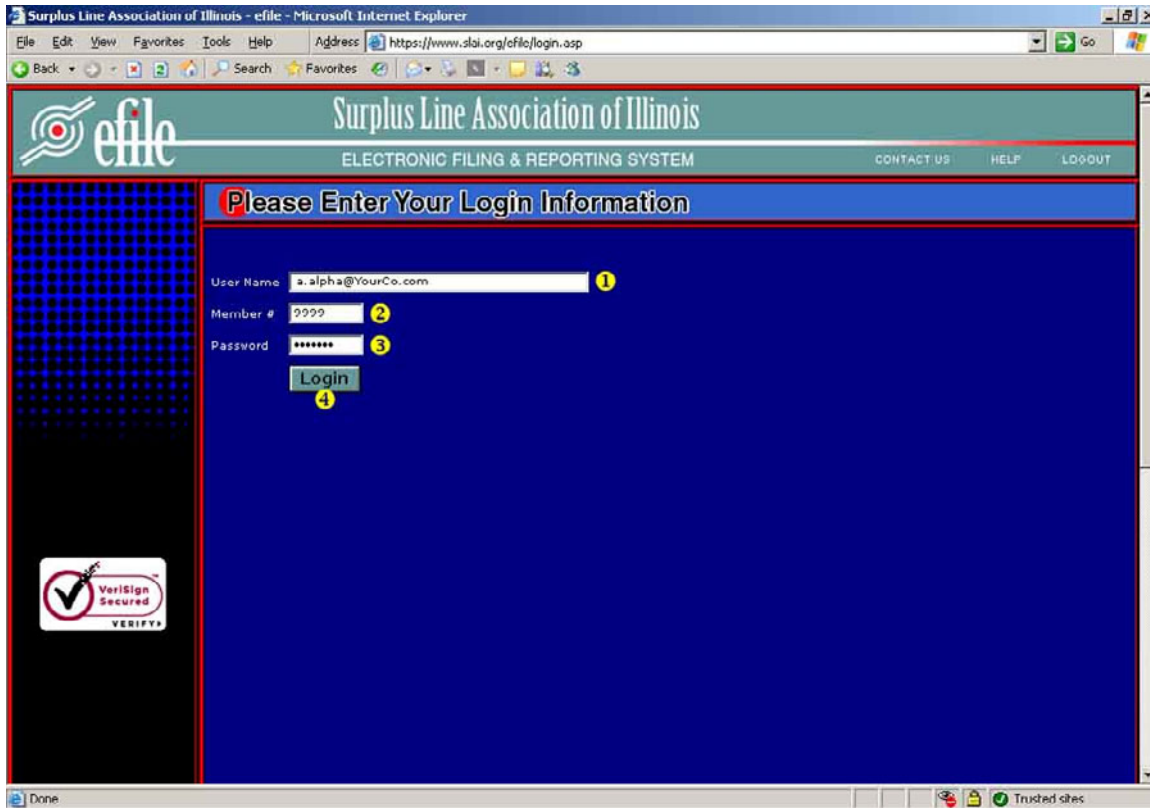 Surplus Line Association of Illinois - efile - Microsoft Internet Explorer
File Edit View Favorites Tools Help Address https://www.slai.org/efile/login.asp Go
Back Search Favorites
efile
Surplus Line Association of Illinois
ELECTRONIC FILING & REPORTING SYSTEM
CONTACT US HELP LOGOUT
Please Enter Your Login Information
User Name a.alpha@YourCo.com 1
Member # 9999 2
Password ••••••• 3
Login
4
VeriSign
Secured
VERIFY
Done Trusted sites